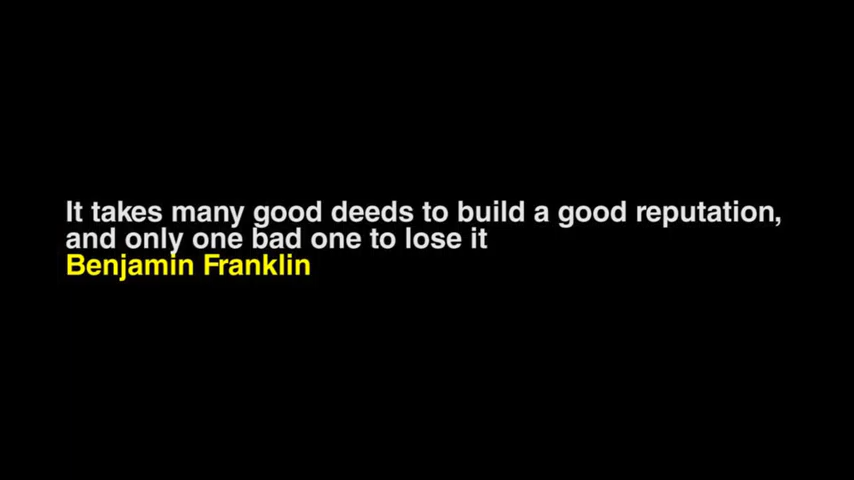 It takes many good deeds to build a good reputation,
and only one bad one to lose it
Benjamin Franklin